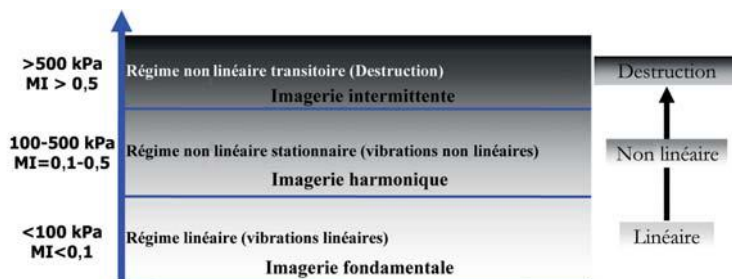 >500 kPa
MI > 0,5
Régime non linéaire transitoire (Destruction)
Imagerie intermittente
Destruction
100-500 kPa
MI=0,1-0,5
Régime non linéaire stationnaire (vibrations non linéaires)
Imagerie harmonique
Non linéaire
<100 kPa
MI<0,1
Régime linéaire (vibrations linéaires)
Imagerie fondamentale
Linéaire